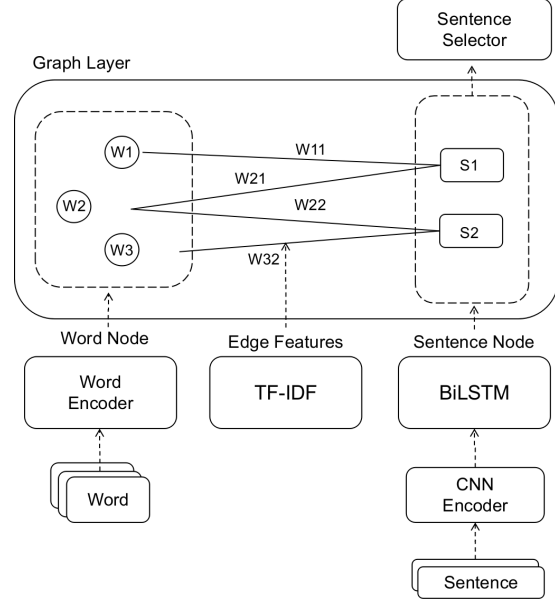 Sentence
Selector
Graph Layer
W1
W11
S1
W21
W2
W22
S2
W3
W32
Word Node
Edge Features
Sentence Node
Word
Encoder
TF-IDF
BiLSTM
Word
CNN
Encoder
Sentence